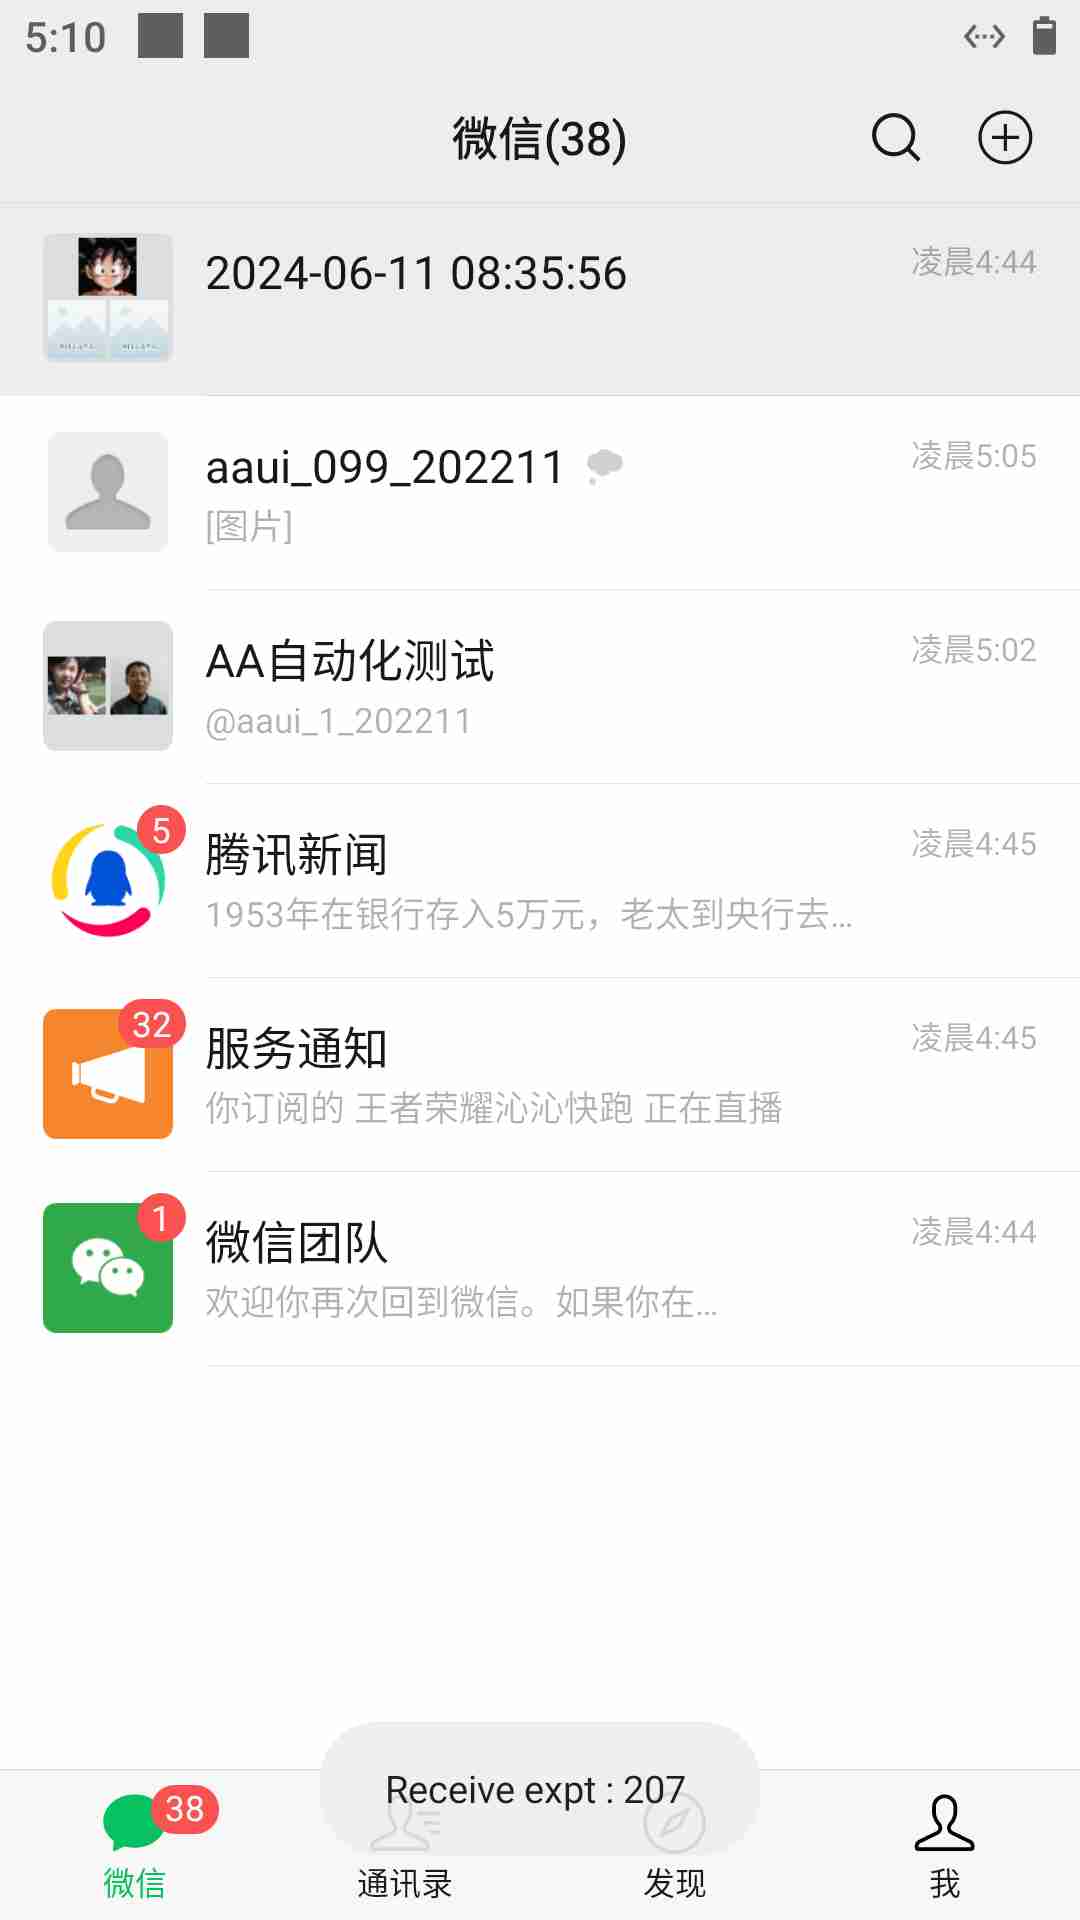 5:10
微信(38)
2024-06-11 08:35:56
凌晨4:44
aaui_099_202211
凌晨5:05
[图片]
AA自动化测试
凌晨5:02
@aaui_1_202211
5
腾讯新闻
凌晨4:45
1953年在银行存入5万元，老太到央行去...
32
服务通知
凌晨4:45
你订阅的 王者荣耀沁沁快跑 正在直播
1
微信团队
凌晨4:44
欢迎你再次回到微信。如果你在...
Receive expt : 207
38
微信
通讯录
发现
我